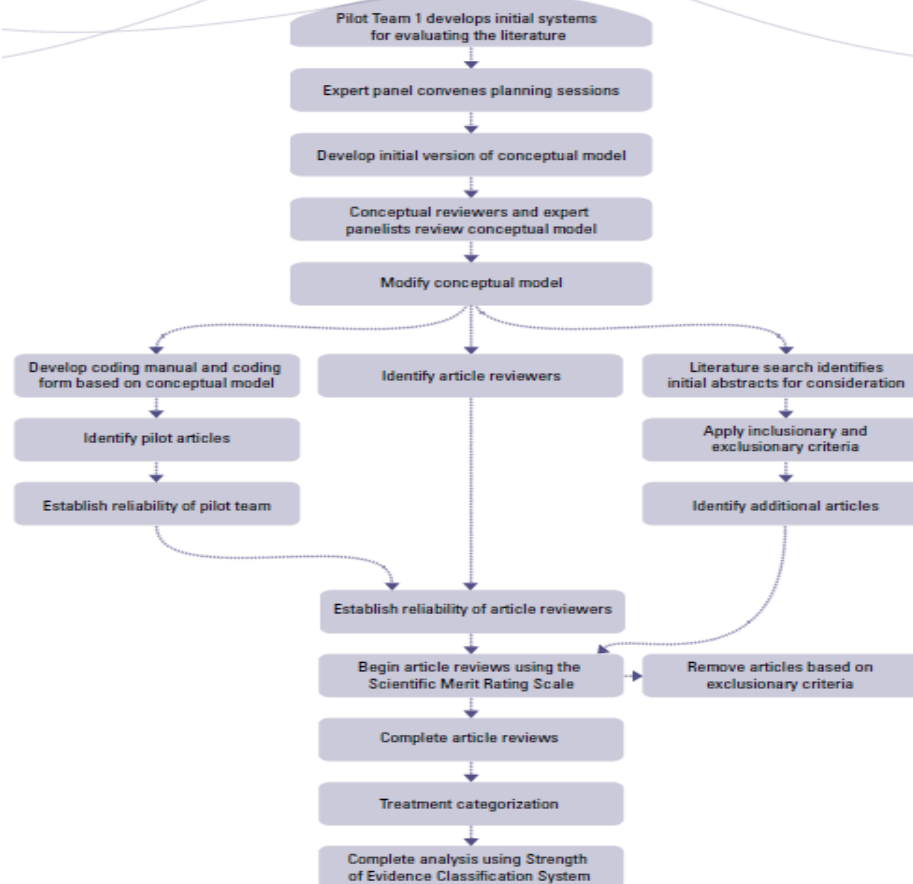 Pilot Team 1 develops initial systems
for evaluating the literature
Expert panel convenes planning sessions
Develop initial version of conceptual model
Conceptual reviewers and expert
panelists review conceptual model
Modify conceptual model
Develop coding manual and coding
form based on conceptual model
Identify pilot articles
Establish reliability of pilot team
Identify article reviewers
Literature search identifies
initial abstracts for consideration
Apply inclusionary and
exclusionary criteria
Identify additional articles
Establish reliability of article reviewers
Begin article reviews using the
Scientific Merit Rating Scale
Remove articles based on
exclusionary criteria
Complete article reviews
Treatment categorization
Complete analysis using Strength
of Evidence Classification System